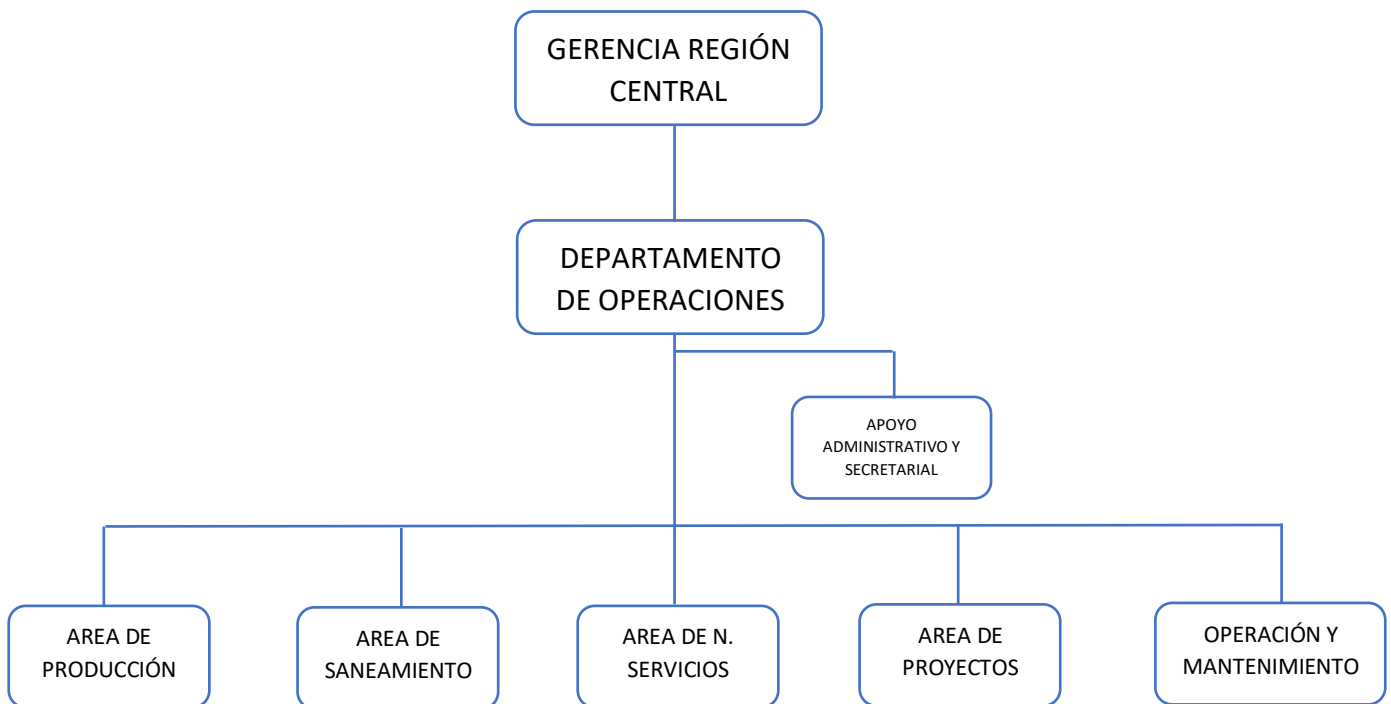 GERENCIA REGIÓN
CENTRAL
DEPARTAMENTO
DE OPERACIONES
APOYO
ADMINISTRATIVO Y
SECRETARIAL
AREA DE
PRODUCCIÓN
AREA DE
SANEAMIENTO
AREA DE N.
SERVICIOS
AREA DE
PROYECTOS
OPERACIÓN Y
MANTENIMIENTO